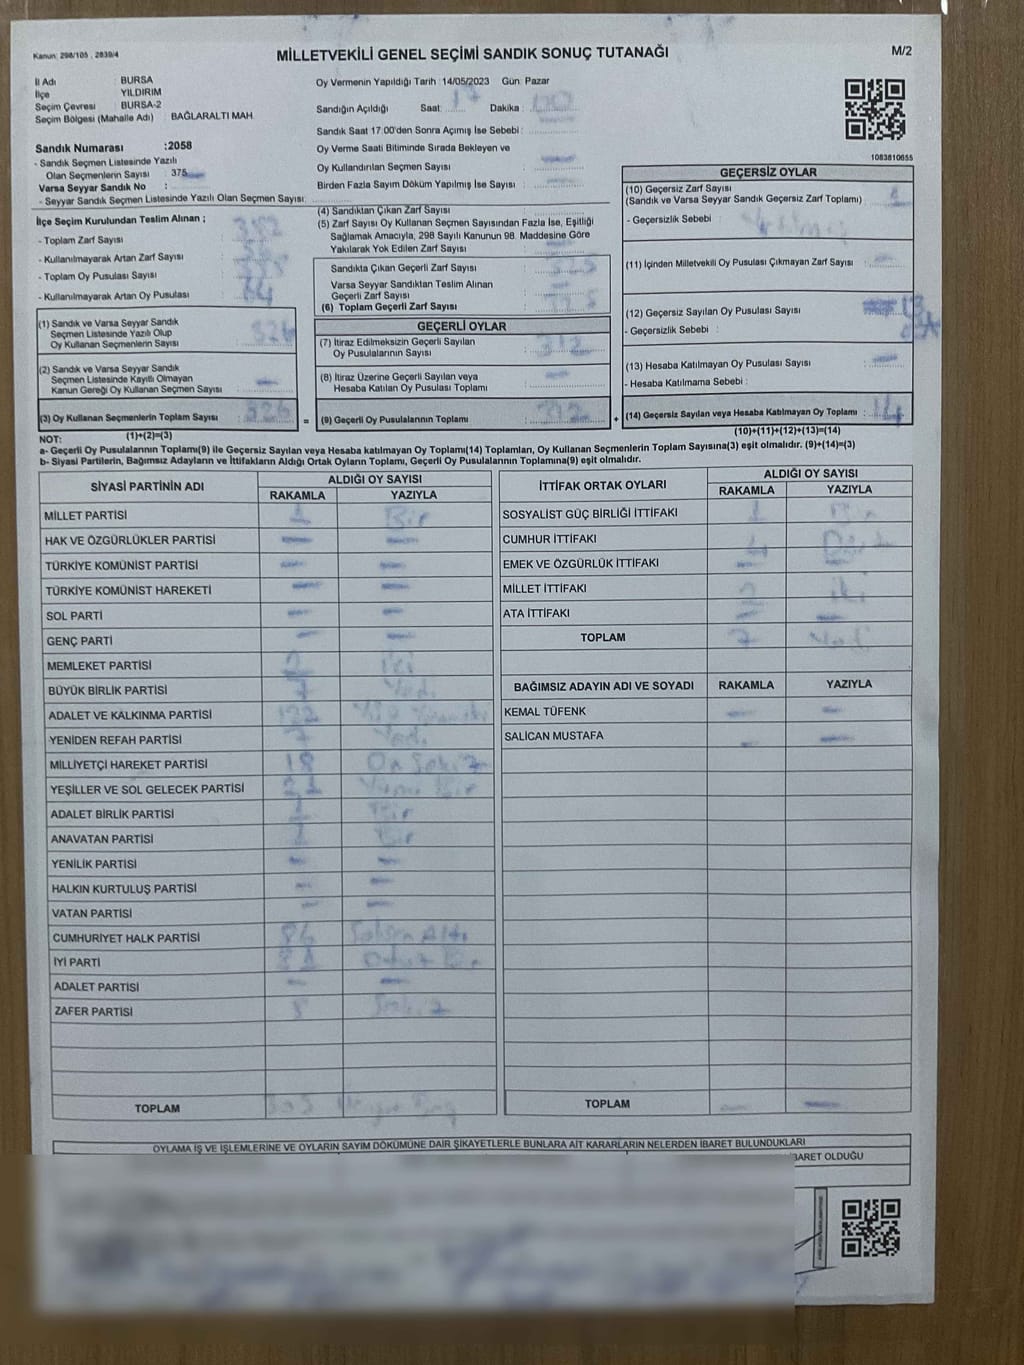 Kanun: 298/105 . 2839/4
MİLLETVEKİLİ GENEL SEÇİMİ SANDIK SONUÇ TUTANAĞI
M/2
İl Adı BURSA
İlçe YILDIRIM
Seçim Çevresi BURSA-2
Seçim Bölgesi (Mahalle Adı) BAĞLARALTI MAH.
Oy Vermenin Yapıldığı Tarih : 14/05/2023 Gün: Pazar
Sandığın Açıldığı Saat: 17 Dakika : 00
Sandık Saat 17:00'den Sonra Açımış İse Sebebi :
Sandık Numarası :2058
- Sandık Seçmen Listesinde Yazılı
Olan Seçmenlerin Sayısı : 375
Varsa Seyyar Sandık No :
- Seyyar Sandık Seçmen Listesinde Yazılı Olan Seçmen Sayısı:
Oy Verme Saati Bitiminde Sırada Bekleyen ve
Oy Kullandırılan Seçmen Sayısı
Birden Fazla Sayım Döküm Yapılmış İse Sayısı
1083810655
İlçe Seçim Kurulundan Teslim Alınan ;
- Toplam Zarf Sayısı
- Kullanılmayarak Artan Zarf Sayısı
- Toplam Oy Pusulası Sayısı
- Kullanılmayarak Artan Oy Pusulası 64
(4) Sandıktan Çıkan Zarf Sayısı
(5) Zarf Sayısı Oy Kullanan Seçmen Sayısından Fazla İse, Eşitliği
Sağlamak Amacıyla, 298 Sayılı Kanunun 98. Maddesine Göre
Yakılarak Yok Edilen Zarf Sayısı
Sandıkta Çıkan Geçerli Zarf Sayısı 325
Varsa Seyyar Sandıktan Teslim Alınan
Geçerli Zarf Sayısı
(6) Toplam Geçerli Zarf Sayısı 325
GEÇERSİZ OYLAR
(10) Geçersiz Zarf Sayısı
(Sandık ve Varsa Seyyar Sandık Geçersiz Zarf Toplamı)
- Geçersizlik Sebebi :
(11) İçinden Milletvekili Oy Pusulası Çıkmayan Zarf Sayısı
(12) Geçersiz Sayılan Oy Pusulası Sayısı 13
- Geçersizlik Sebebi :
(13) Hesaba Katılmayan Oy Pusulası Sayısı
- Hesaba Katılmama Sebebi :
(14) Geçersiz Sayılan veya Hesaba Katılmayan Oy Toplamı 14
(10)+(11)+(12)+(13)=(14)
(1) Sandık ve Varsa Seyyar Sandık
Seçmen Listesinde Yazılı Olup
Oy Kullanan Seçmenlerin Sayısı 326
(2) Sandık ve Varsa Seyyar Sandık
Seçmen Listesinde Kayıtlı Olmayan
Kanun Gereği Oy Kullanan Seçmen Sayısı
(3) Oy Kullanan Seçmenlerin Toplam Sayısı 326
(1)+(2)=(3)
GEÇERLİ OYLAR
(7) İtiraz Edilmeksizin Geçerli Sayılan
Oy Pusulalarının Sayısı 312
(8) İtiraz Üzerine Geçerli Sayılan veya
Hesaba Katılan Oy Pusulası Toplamı
= (9) Geçerli Oy Pusulalarının Toplamı 312 +
NOT:
a- Geçerli Oy Pusulalarının Toplamı(9) ile Geçersiz Sayılan veya Hesaba katılmayan Oy Toplamı(14) Toplamları, Oy Kullanan Seçmenlerin Toplam Sayısına(3) eşit olmalıdır. (9)+(14)=(3)
b- Siyasi Partilerin, Bağımsız Adayların ve İttifakların Aldığı Ortak Oyların Toplamı, Geçerli Oy Pusulalarının Toplamına(9) eşit olmalıdır.
SİYASİ PARTİNİN ADI ALDIĞI OY SAYISI
RAKAMLA YAZIYLA
MİLLET PARTİSİ 1 Bir
HAK VE ÖZGÜRLÜKLER PARTİSİ —
TÜRKİYE KOMÜNİST PARTİSİ —
TÜRKİYE KOMÜNİST HAREKETİ —
SOL PARTİ —
GENÇ PARTİ —
MEMLEKET PARTİSİ 2 İki
BÜYÜK BİRLİK PARTİSİ 7 Yedi
ADALET VE KALKINMA PARTİSİ 122
YENİDEN REFAH PARTİSİ 7 Yedi
MİLLİYETÇİ HAREKET PARTİSİ 18 On Sekiz
YEŞİLLER VE SOL GELECEK PARTİSİ 21 Yirmi Bir
ADALET BİRLİK PARTİSİ 1 Bir
ANAVATAN PARTİSİ 1 Bir
YENİLİK PARTİSİ —
HALKIN KURTULUŞ PARTİSİ —
VATAN PARTİSİ —
CUMHURİYET HALK PARTİSİ 86 Seksen Altı
İYİ PARTİ 31 Otuz Bir
ADALET PARTİSİ —
ZAFER PARTİSİ 8 Sekiz
TOPLAM 305
İTTİFAK ORTAK OYLARI ALDIĞI OY SAYISI
RAKAMLA YAZIYLA
SOSYALİST GÜÇ BİRLİĞİ İTTİFAKI 1 Bir
CUMHUR İTTİFAKI 4 Dört
EMEK VE ÖZGÜRLÜK İTTİFAKI —
MİLLET İTTİFAKI 2 İki
ATA İTTİFAKI —
TOPLAM 7 Yedi
BAĞIMSIZ ADAYIN ADI VE SOYADI RAKAMLA YAZIYLA
KEMAL TÜFENK —
SALİCAN MUSTAFA —
TOPLAM —
OYLAMA İŞ VE İŞLEMLERİNE VE OYLARIN SAYIM DÖKÜMÜNE DAİR ŞİKAYETLERLE BUNLARA AİT KARARLARIN NELERDEN İBARET BULUNDUKLARI
BARET OLDUĞU